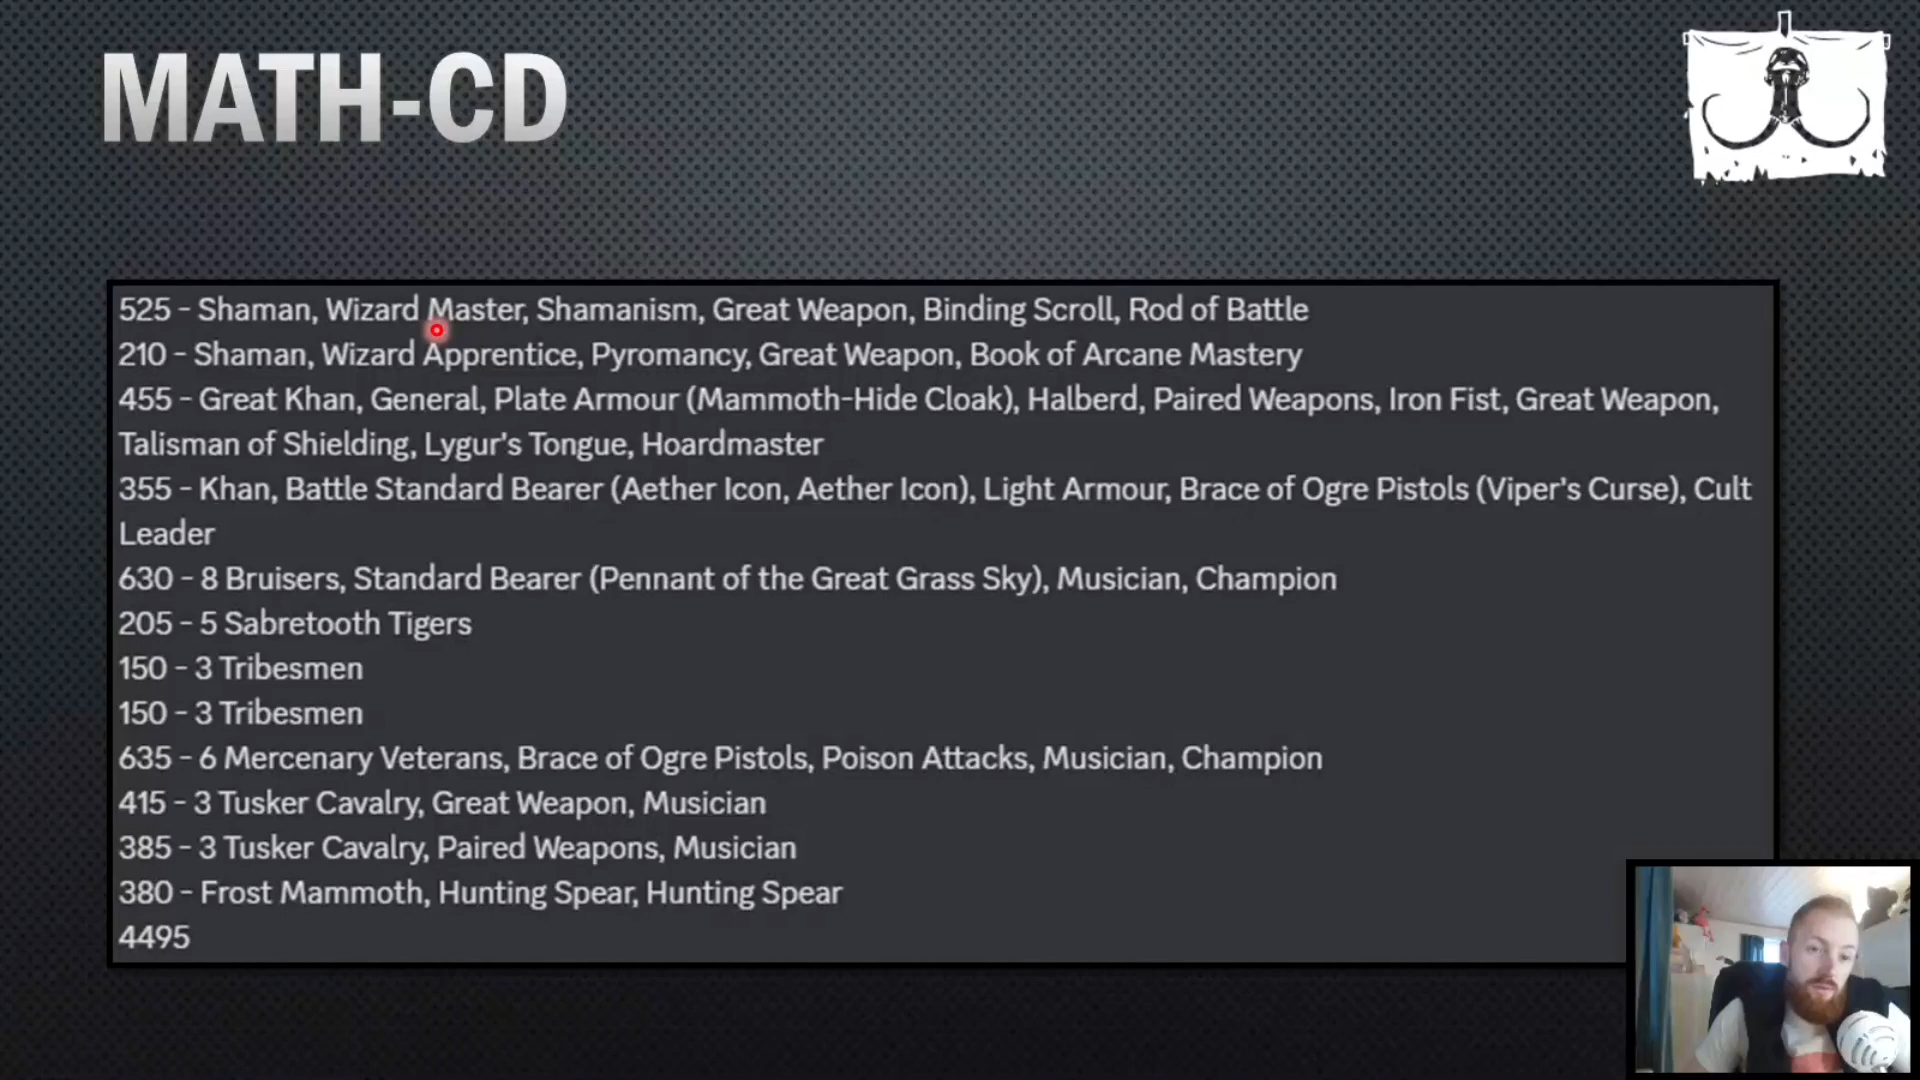 MATH-CD
525 - Shaman, Wizard Master, Shamanism, Great Weapon, Binding Scroll, Rod of Battle
210 - Shaman, Wizard Apprentice, Pyromancy, Great Weapon, Book of Arcane Mastery
455 - Great Khan, General, Plate Armour (Mammoth-Hide Cloak), Halberd, Paired Weapons, Iron Fist, Great Weapon,
Talisman of Shielding, Lygur's Tongue, Hoardmaster
355 - Khan, Battle Standard Bearer (Aether Icon, Aether Icon), Light Armour, Brace of Ogre Pistols (Viper's Curse), Cult
Leader
630 - 8 Bruisers, Standard Bearer (Pennant of the Great Grass Sky), Musician, Champion
205 - 5 Sabretooth Tigers
150 - 3 Tribesmen
150 - 3 Tribesmen
635 - 6 Mercenary Veterans, Brace of Ogre Pistols, Poison Attacks, Musician, Champion
415 - 3 Tusker Cavalry, Great Weapon, Musician
385 - 3 Tusker Cavalry, Paired Weapons, Musician
380 - Frost Mammoth, Hunting Spear, Hunting Spear
4495